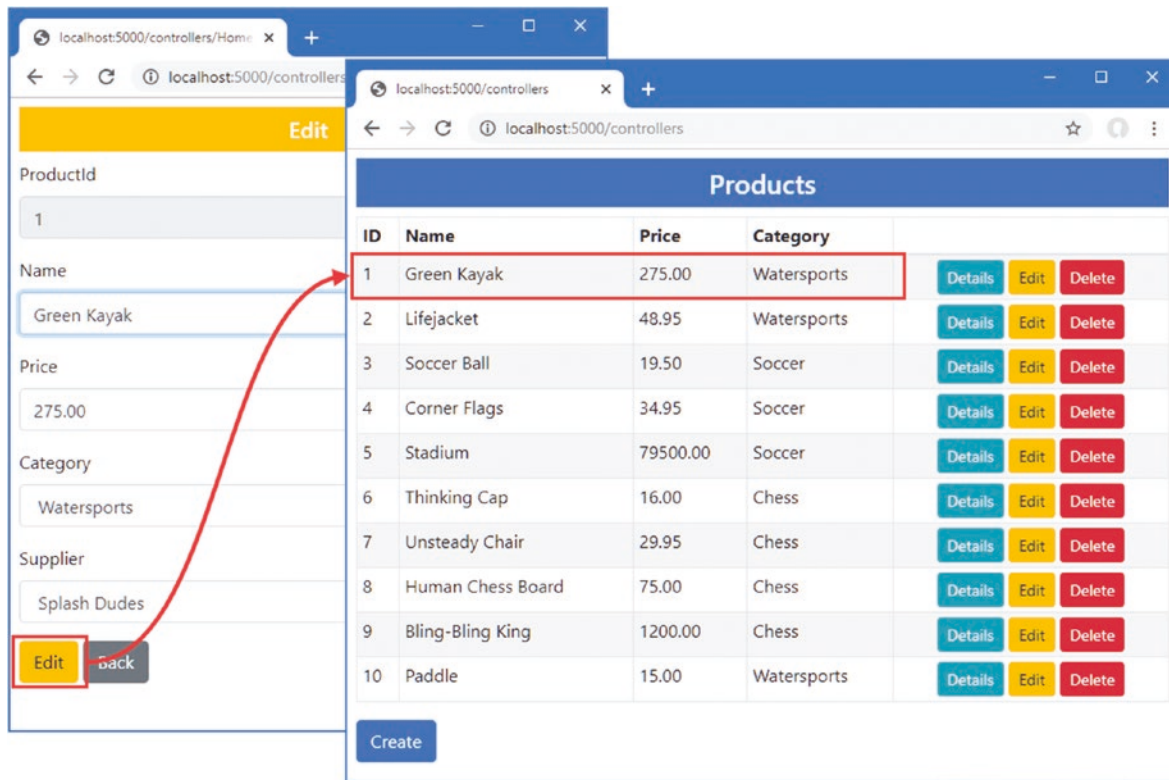 localhost:5000/controllers/Home
localhost:5000/controllers
Edit
ProductId
1
Name
Green Kayak
Price
275.00
Category
Watersports
Supplier
Splash Dudes
Edit Back
localhost:5000/controllers
localhost:5000/controllers
Products
ID Name Price Category
1 Green Kayak 275.00 Watersports Details Edit Delete
2 Lifejacket 48.95 Watersports Details Edit Delete
3 Soccer Ball 19.50 Soccer Details Edit Delete
4 Corner Flags 34.95 Soccer Details Edit Delete
5 Stadium 79500.00 Soccer Details Edit Delete
6 Thinking Cap 16.00 Chess Details Edit Delete
7 Unsteady Chair 29.95 Chess Details Edit Delete
8 Human Chess Board 75.00 Chess Details Edit Delete
9 Bling-Bling King 1200.00 Chess Details Edit Delete
10 Paddle 15.00 Watersports Details Edit Delete
Create